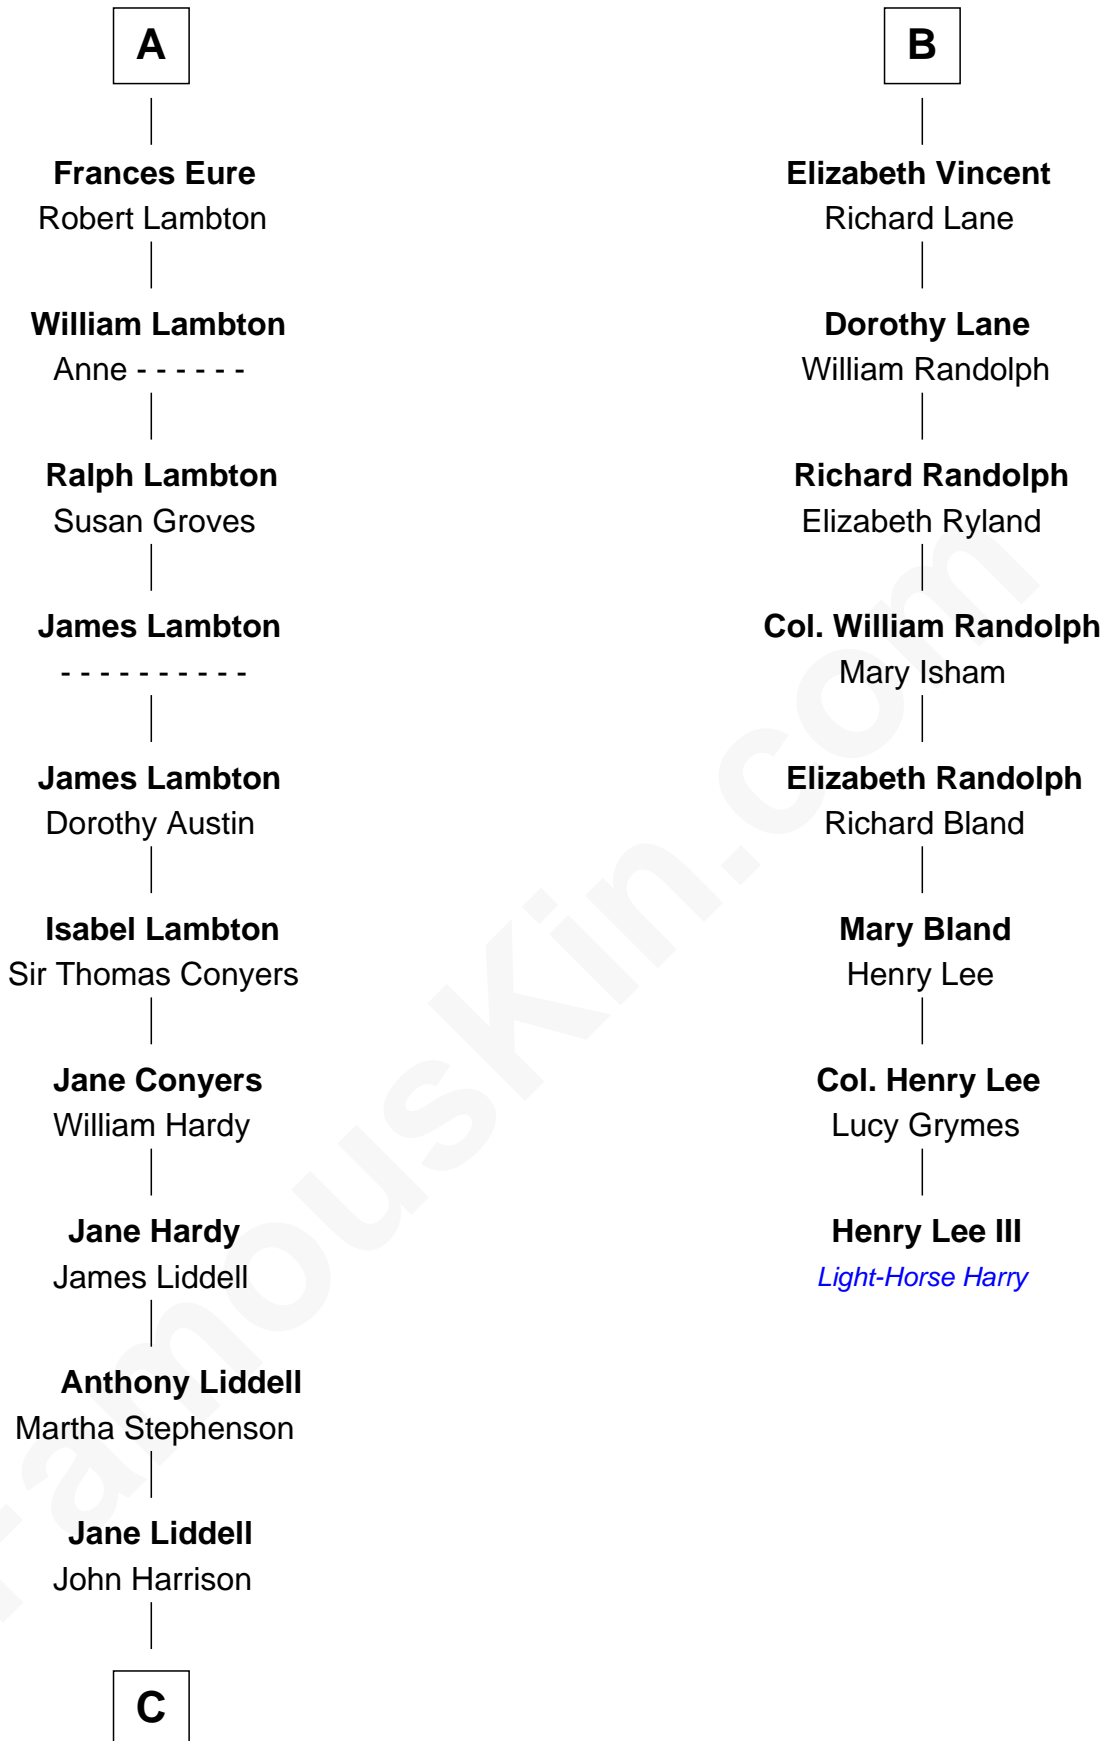 A
Frances Eure
Robert Lambton
William Lambton
Anne - - - - - -
Ralph Lambton
Susan Groves
James Lambton
- - - - - - - - - -
James Lambton
Dorothy Austin
Isabel Lambton
Sir Thomas Conyers
Jane Conyers
William Hardy
Jane Hardy
James Liddell
Anthony Liddell
Martha Stephenson
Jane Liddell
John Harrison
C
B
Elizabeth Vincent
Richard Lane
Dorothy Lane
William Randolph
Richard Randolph
Elizabeth Ryland
Col. William Randolph
Mary Isham
Elizabeth Randolph
Richard Bland
Mary Bland
Henry Lee
Col. Henry Lee
Lucy Grymes
Henry Lee III
Light-Horse Harry
FamousKin.com